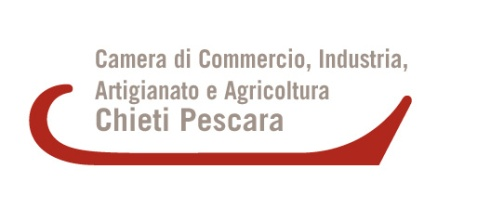 Camera di Commercio, Industria,
Artigianato e Agricoltura
Chieti Pescara